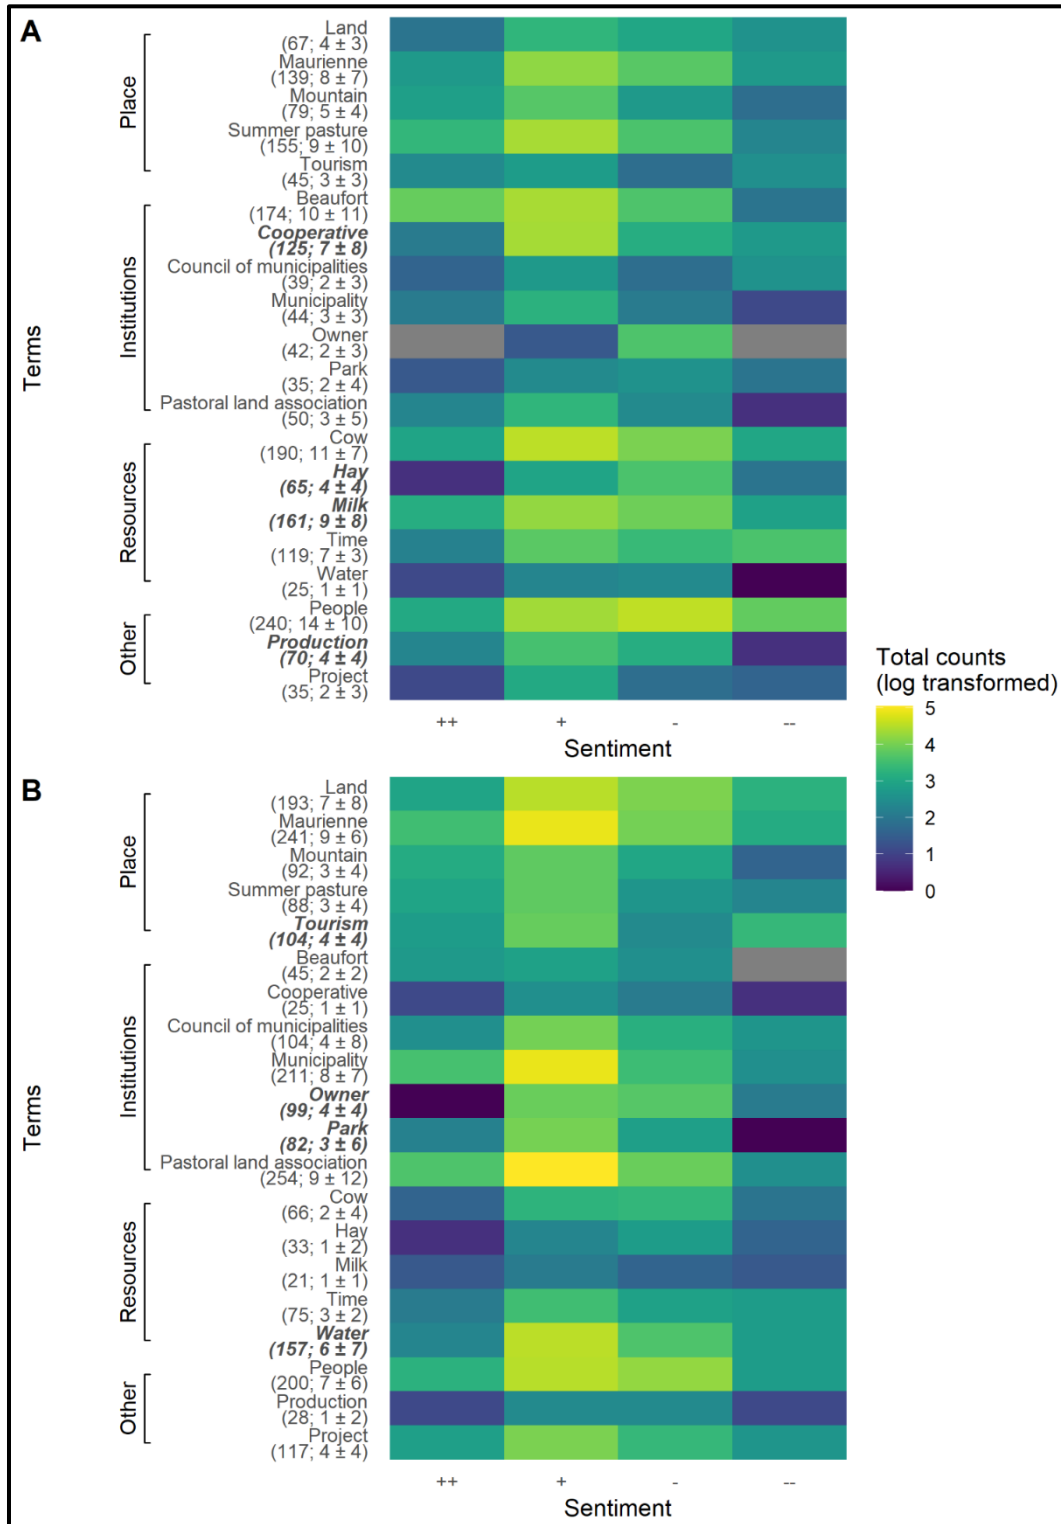 A
Terms
Place
Land
(67; 4 ± 3)
Maurienne
(139; 8 ± 7)
Mountain
(79; 5 ± 4)
Summer pasture
(155; 9 ± 10)
Tourism
(45; 3 ± 3)
Institutions
Beaufort
(174; 10 ± 11)
Cooperative
(125; 7 ± 8)
Council of municipalities
(39; 2 ± 3)
Municipality
(44; 3 ± 3)
Owner
(42; 2 ± 3)
Park
(35; 2 ± 4)
Pastoral land association
(50; 3 ± 5)
Resources
Cow
(190; 11 ± 7)
Hay
(65; 4 ± 4)
Milk
(161; 9 ± 8)
Time
(119; 7 ± 3)
Water
(25; 1 ± 1)
Other
People
(240; 14 ± 10)
Production
(70; 4 ± 4)
Project
(35; 2 ± 3)
++ + - --
Sentiment
Total counts
(log transformed)
5
4
3
2
1
0
B
Terms
Place
Land
(193; 7 ± 8)
Maurienne
(241; 9 ± 6)
Mountain
(92; 3 ± 4)
Summer pasture
(88; 3 ± 4)
Tourism
(104; 4 ± 4)
Institutions
Beaufort
(45; 2 ± 2)
Cooperative
(25; 1 ± 1)
Council of municipalities
(104; 4 ± 8)
Municipality
(211; 8 ± 7)
Owner
(99; 4 ± 4)
Park
(82; 3 ± 6)
Pastoral land association
(254; 9 ± 12)
Resources
Cow
(66; 2 ± 4)
Hay
(33; 1 ± 2)
Milk
(21; 1 ± 1)
Time
(75; 3 ± 2)
Water
(157; 6 ± 7)
Other
People
(200; 7 ± 6)
Production
(28; 1 ± 2)
Project
(117; 4 ± 4)
++ + - --
Sentiment